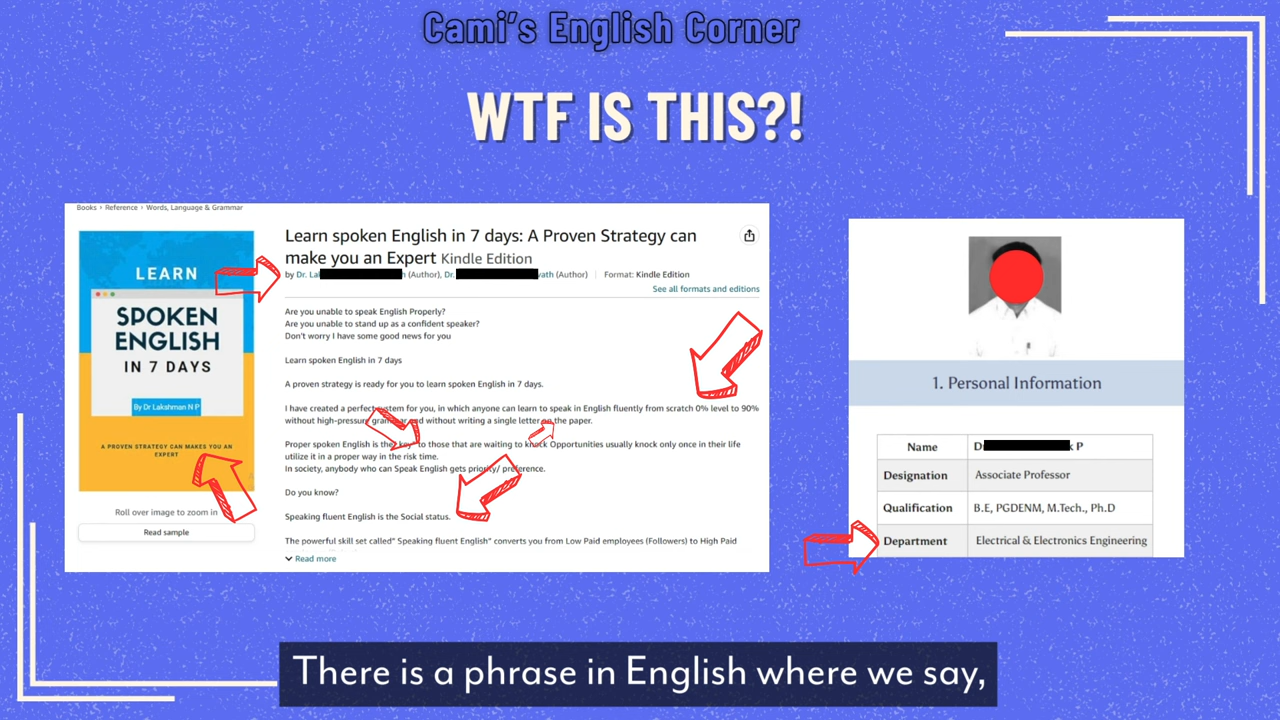 Cami's English Corner
WTF IS THIS?!
Books › Reference › Words, Language & Grammar
LEARN
SPOKEN
ENGLISH
IN 7 DAYS
By Dr Lakshman N P
A PROVEN STRATEGY CAN MAKES YOU AN
EXPERT
Roll over image to zoom in
Read sample
Learn spoken English in 7 days: A Proven Strategy can
make you an Expert Kindle Edition
by Dr. Lak (Author), Dr. vath (Author) | Format: Kindle Edition
See all formats and editions
Are you unable to speak English Properly?
Are you unable to stand up as a confident speaker?
Don't worry I have some good news for you
Learn spoken English in 7 days
A proven strategy is ready for you to learn spoken English in 7 days.
I have created a perfect system for you, in which anyone can learn to speak in English fluently from scratch 0% level to 90%
without high-pressure grammar and without writing a single letter on the paper.
Proper spoken English is the key" to those that are waiting to knock Opportunities usually knock only once in their life
utilize it in a proper way in the risk time.
In society, anybody who can Speak English gets priority/ preference.
Do you know?
Speaking fluent English is the Social status.
The powerful skill set called" Speaking fluent English" converts you from Low Paid employees (Followers) to High Paid
Read more
1. Personal Information
Name D k P
Designation Associate Professor
Qualification B.E, PGDENM, M.Tech., Ph.D
Department Electrical & Electronics Engineering
There is a phrase in English where we say,